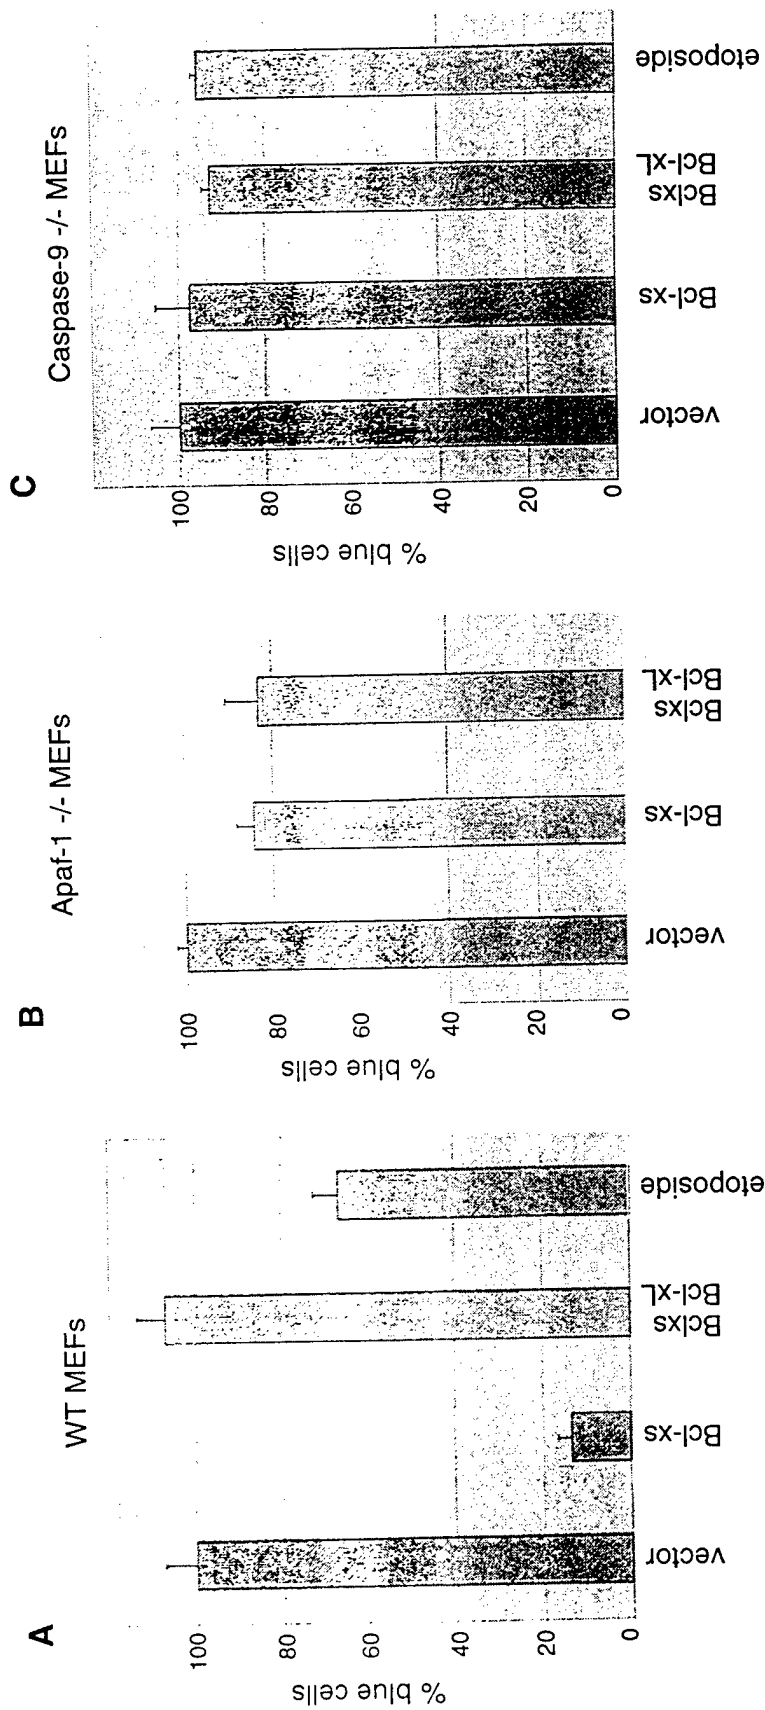 A
WT MEFs
% blue cells
100
80
60
40
20
0
vector
Bcl-xs
Bclxs
Bcl-xL
etoposide
B
Apaf-1 -/- MEFs
% blue cells
100
80
60
40
20
0
vector
Bcl-xs
Bclxs
Bcl-xL
C
Caspase-9 -/- MEFs
% blue cells
100
80
60
40
20
0
vector
Bcl-xs
Bclxs
Bcl-xL
etoposide